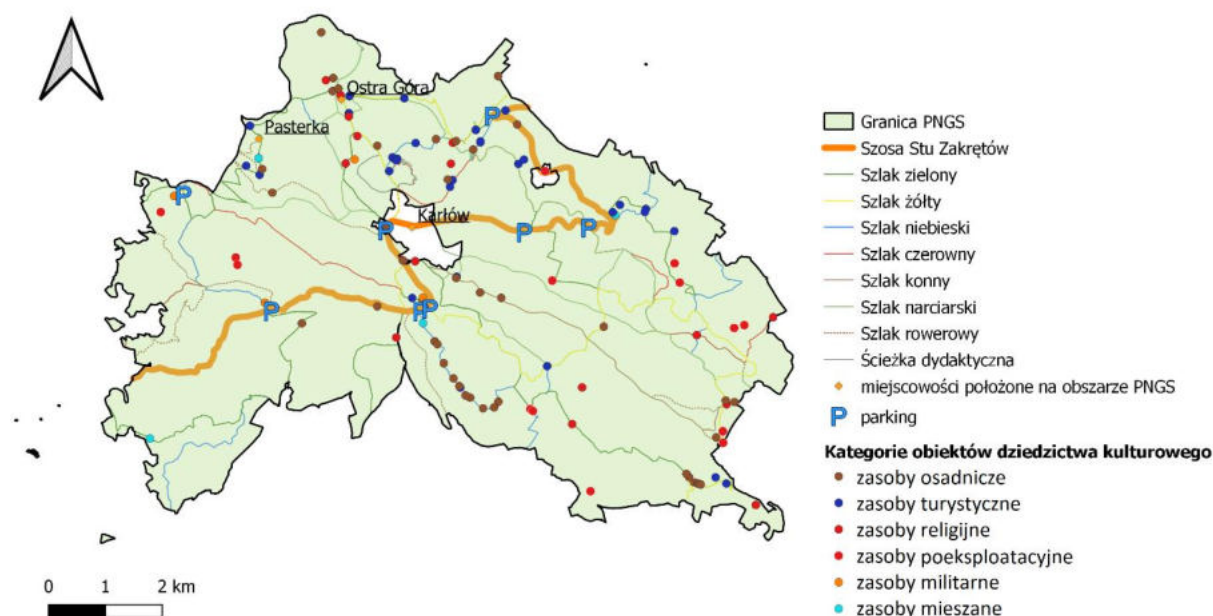 Ostra Góra
Pasterka
Karłów
P
P
P
P
P
P
P
P
Granica PNGS
Szosa Stu Zakrętów
Szlak zielony
Szlak żółty
Szlak niebieski
Szlak czerowny
Szlak konny
Szlak narciarski
Szlak rowerowy
Ścieżka dydaktyczna
miejscowości położone na obszarze PNGS
P parking
Kategorie obiektów dziedzictwa kulturowego
zasoby osadnicze
zasoby turystyczne
zasoby religijne
zasoby poeksploatacyjne
zasoby militarne
zasoby mieszane
0 1 2 km